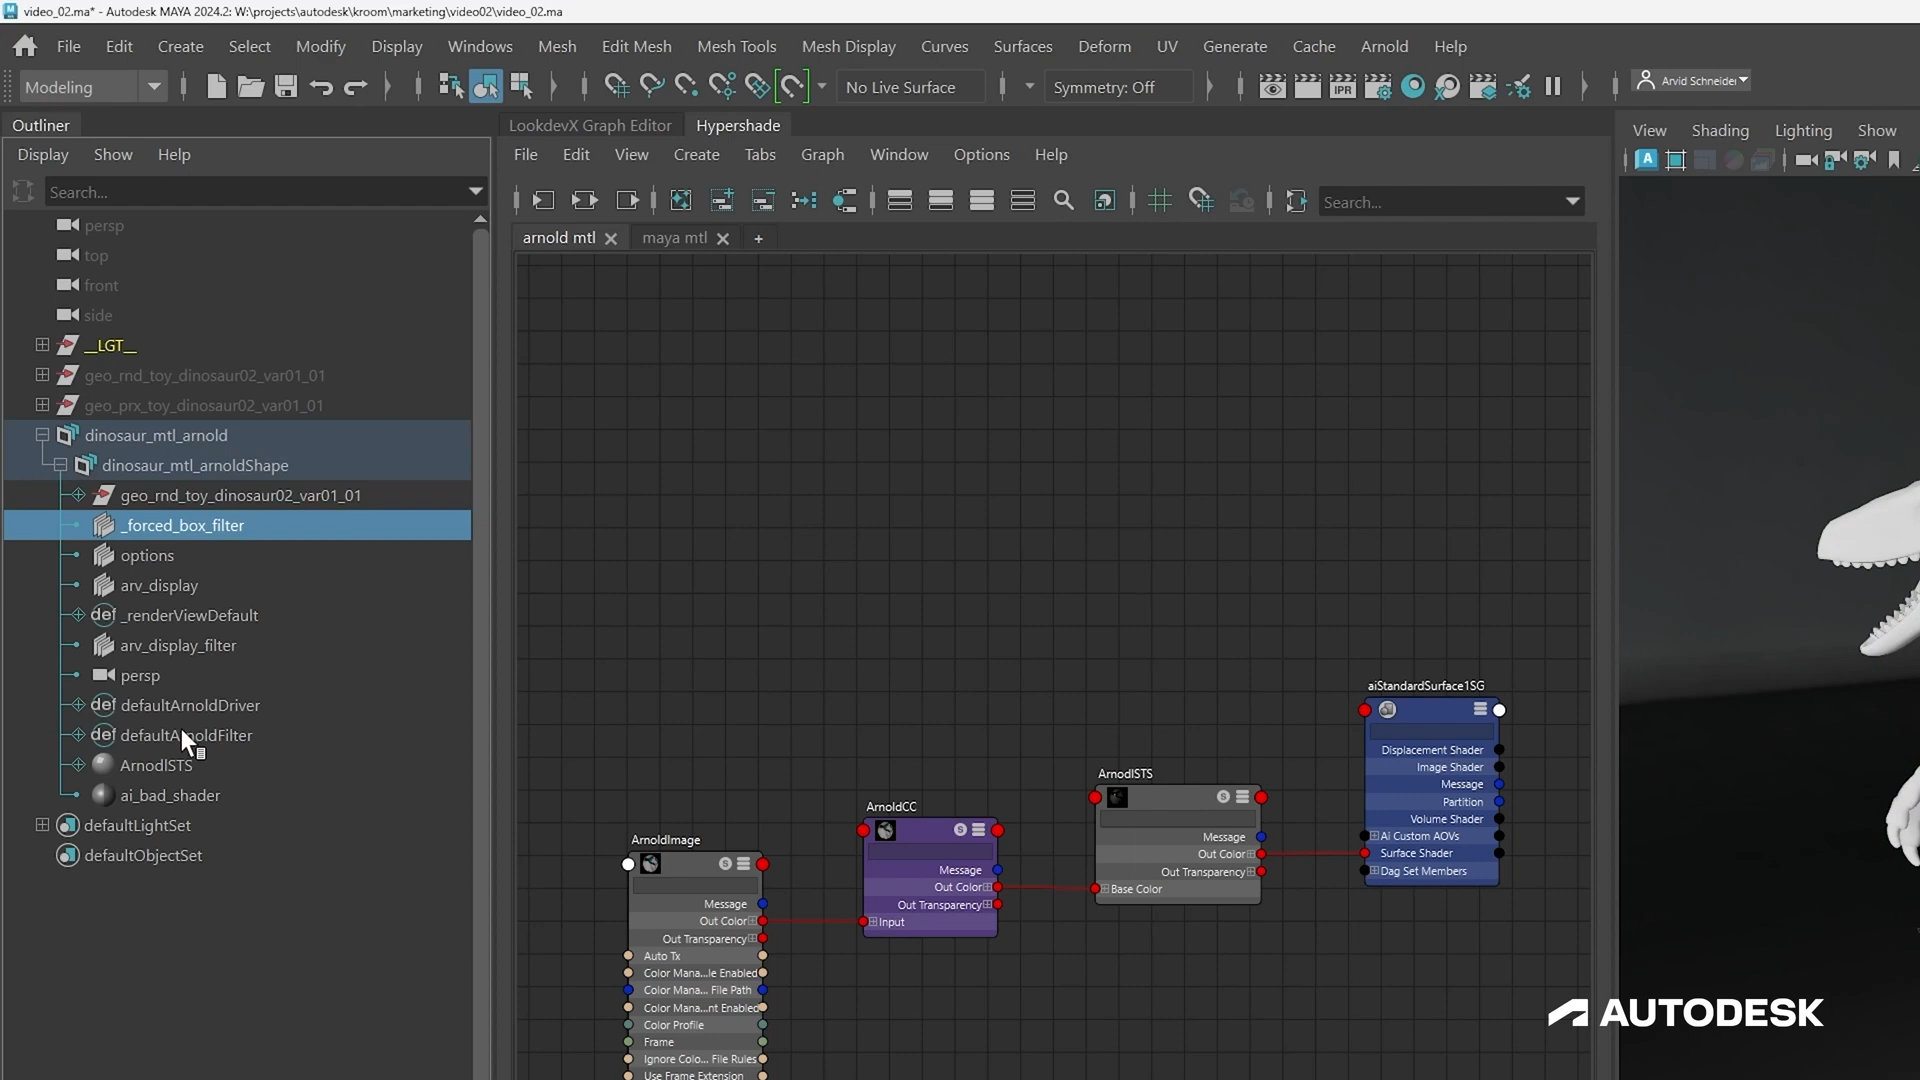 video_02.ma* - Autodesk MAYA 2024.2: W:\projects\autodesk\kroom\marketing\video02\video_02.ma
File Edit Create Select Modify Display Windows Mesh Edit Mesh Mesh Tools Mesh Display Curves Surfaces Deform UV Generate Cache Arnold Help
Modeling No Live Surface Symmetry: Off IPR Arvid Schneider
Outliner
Display Show Help
Search...
persp
top
front
side
__LGT__
geo_rnd_toy_dinosaur02_var01_01
geo_prx_toy_dinosaur02_var01_01
dinosaur_mtl_arnold
dinosaur_mtl_arnoldShape
geo_rnd_toy_dinosaur02_var01_01
_forced_box_filter
options
arv_display
def _renderViewDefault
arv_display_filter
persp
def defaultArnoldDriver
def defaultArnoldFilter
ArnodlSTS
ai_bad_shader
defaultLightSet
defaultObjectSet
LookdevX Graph Editor Hypershade
File Edit View Create Tabs Graph Window Options Help
Search...
arnold mtl maya mtl +
ArnoldImage
Message
Out Color
Out Transparency
Auto Tx
Color Mana...le Enabled
Color Mana... File Path
Color Mana...nt Enabled
Color Profile
Frame
Ignore Colo... File Rules
Use Frame Extension
ArnoldCC
Message
Out Color
Out Transparency
Input
ArnodlSTS
Message
Out Color
Out Transparency
Base Color
aiStandardSurface1SG
Displacement Shader
Image Shader
Message
Partition
Volume Shader
Ai Custom AOVs
Surface Shader
Dag Set Members
View Shading Lighting Show
A
AUTODESK